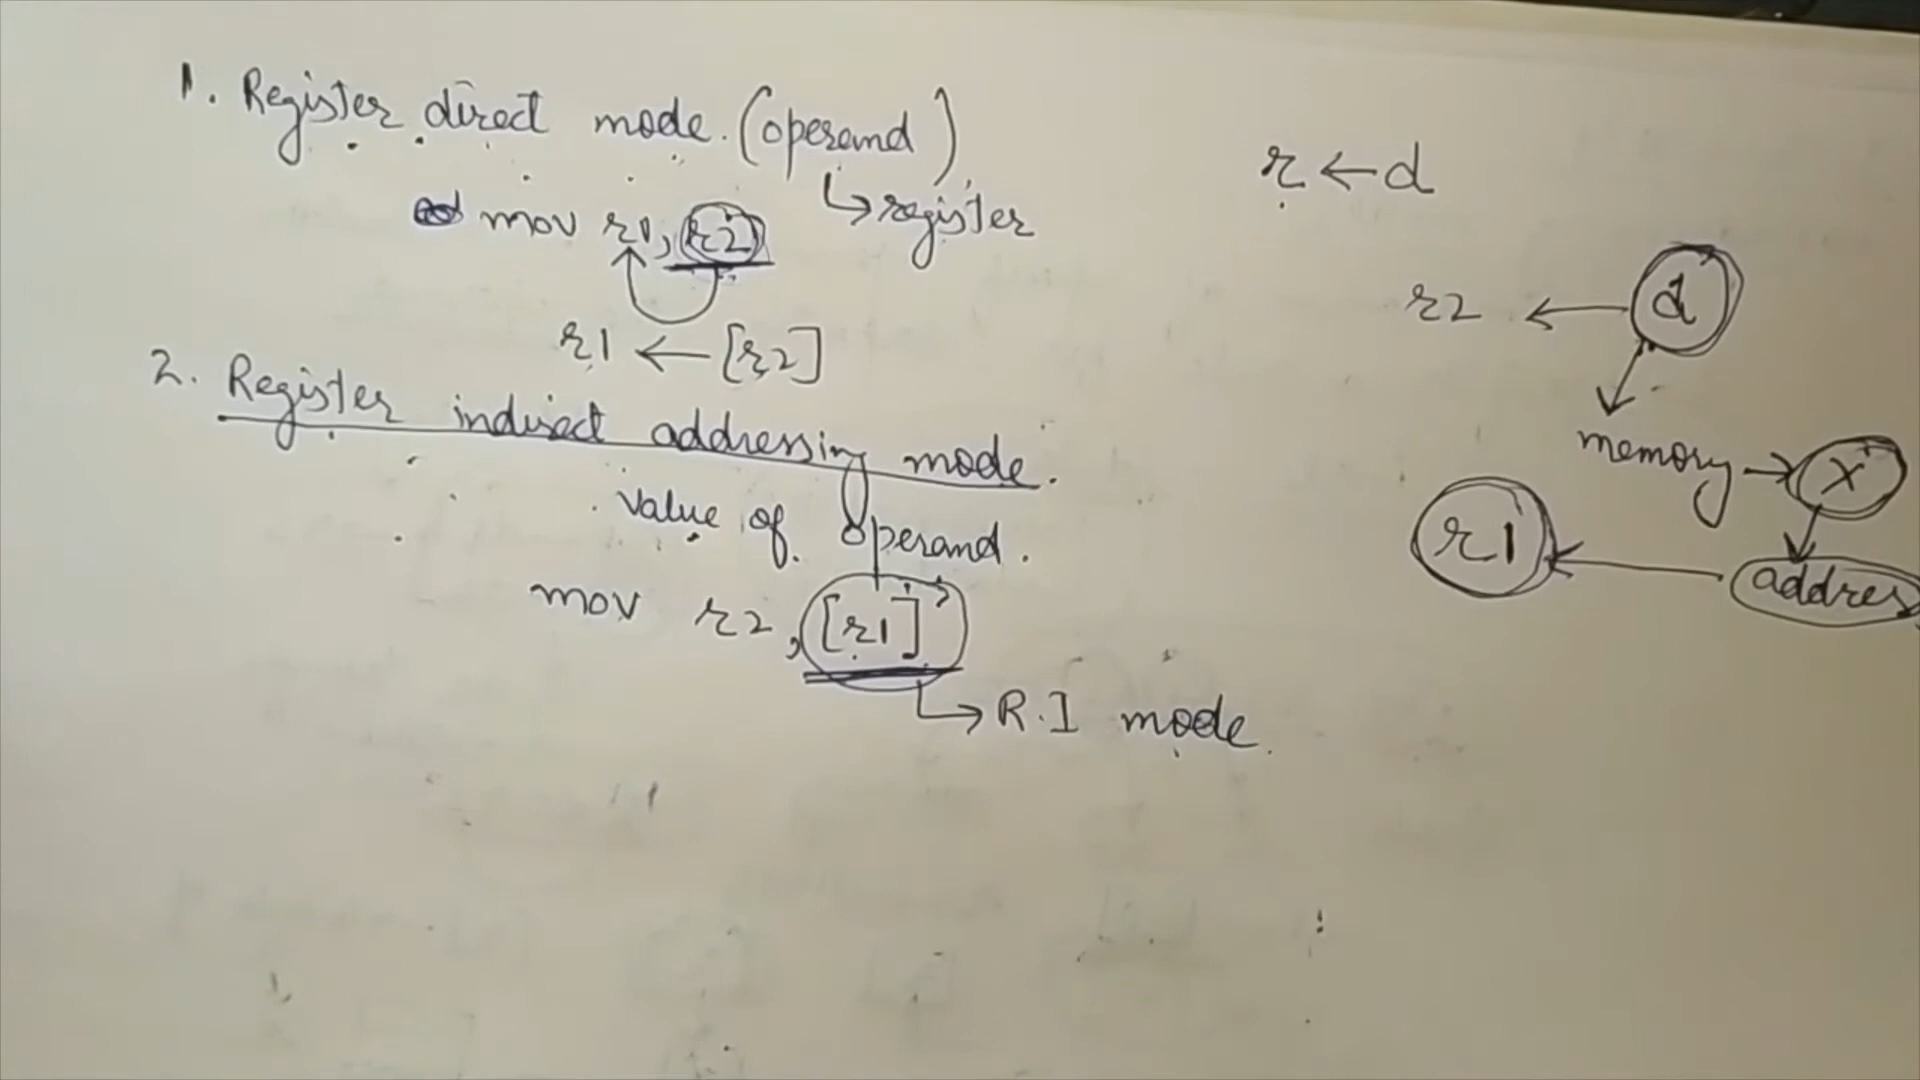 1. Register direct mode. (operand)
↳ register
mov r1, r2
r1 ← [r2]
2. Register indirect addressing mode.
value of operand.
mov r2, [r1]
↳ R.I mode.
r ← d
r2 ← d
memory → x
r1 ← addres